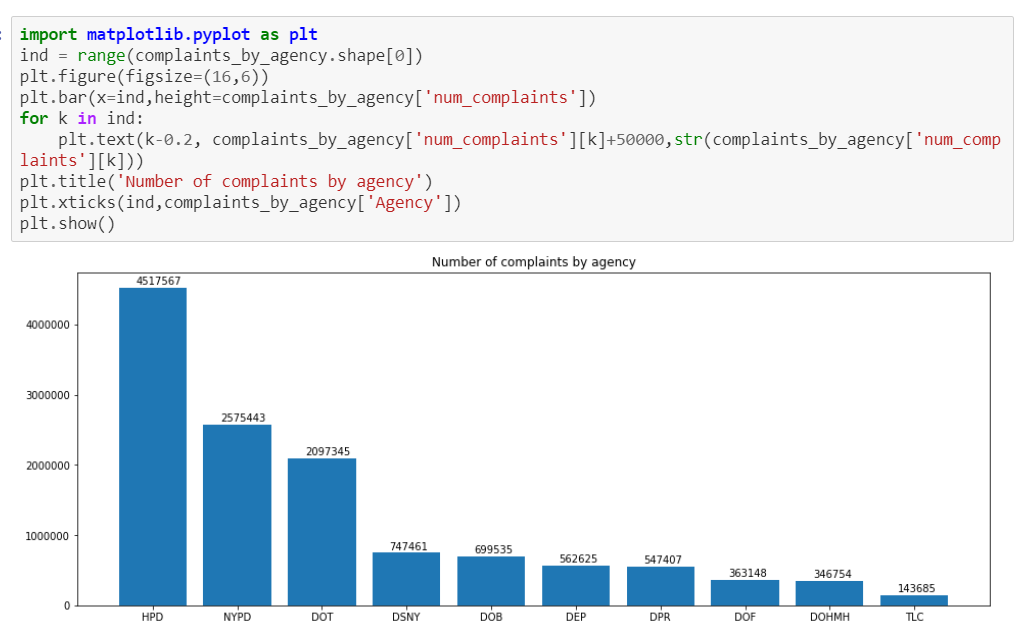 import matplotlib.pyplot as plt
ind = range(complaints_by_agency.shape[0])
plt.figure(figsize=(16,6))
plt.bar(x=ind,height=complaints_by_agency['num_complaints'])
for k in ind:
    plt.text(k-0.2, complaints_by_agency['num_complaints'][k]+50000,str(complaints_by_agency['num_comp
laints'][k]))
plt.title('Number of complaints by agency')
plt.xticks(ind,complaints_by_agency['Agency'])
plt.show()
Number of complaints by agency
4517567
4000000
3000000
2575443
2097345
2000000
1000000
747461
699535
562625
547407
363148
346754
143685
0
HPD NYPD DOT DSNY DOB DEP DPR DOF DOHMH TLC